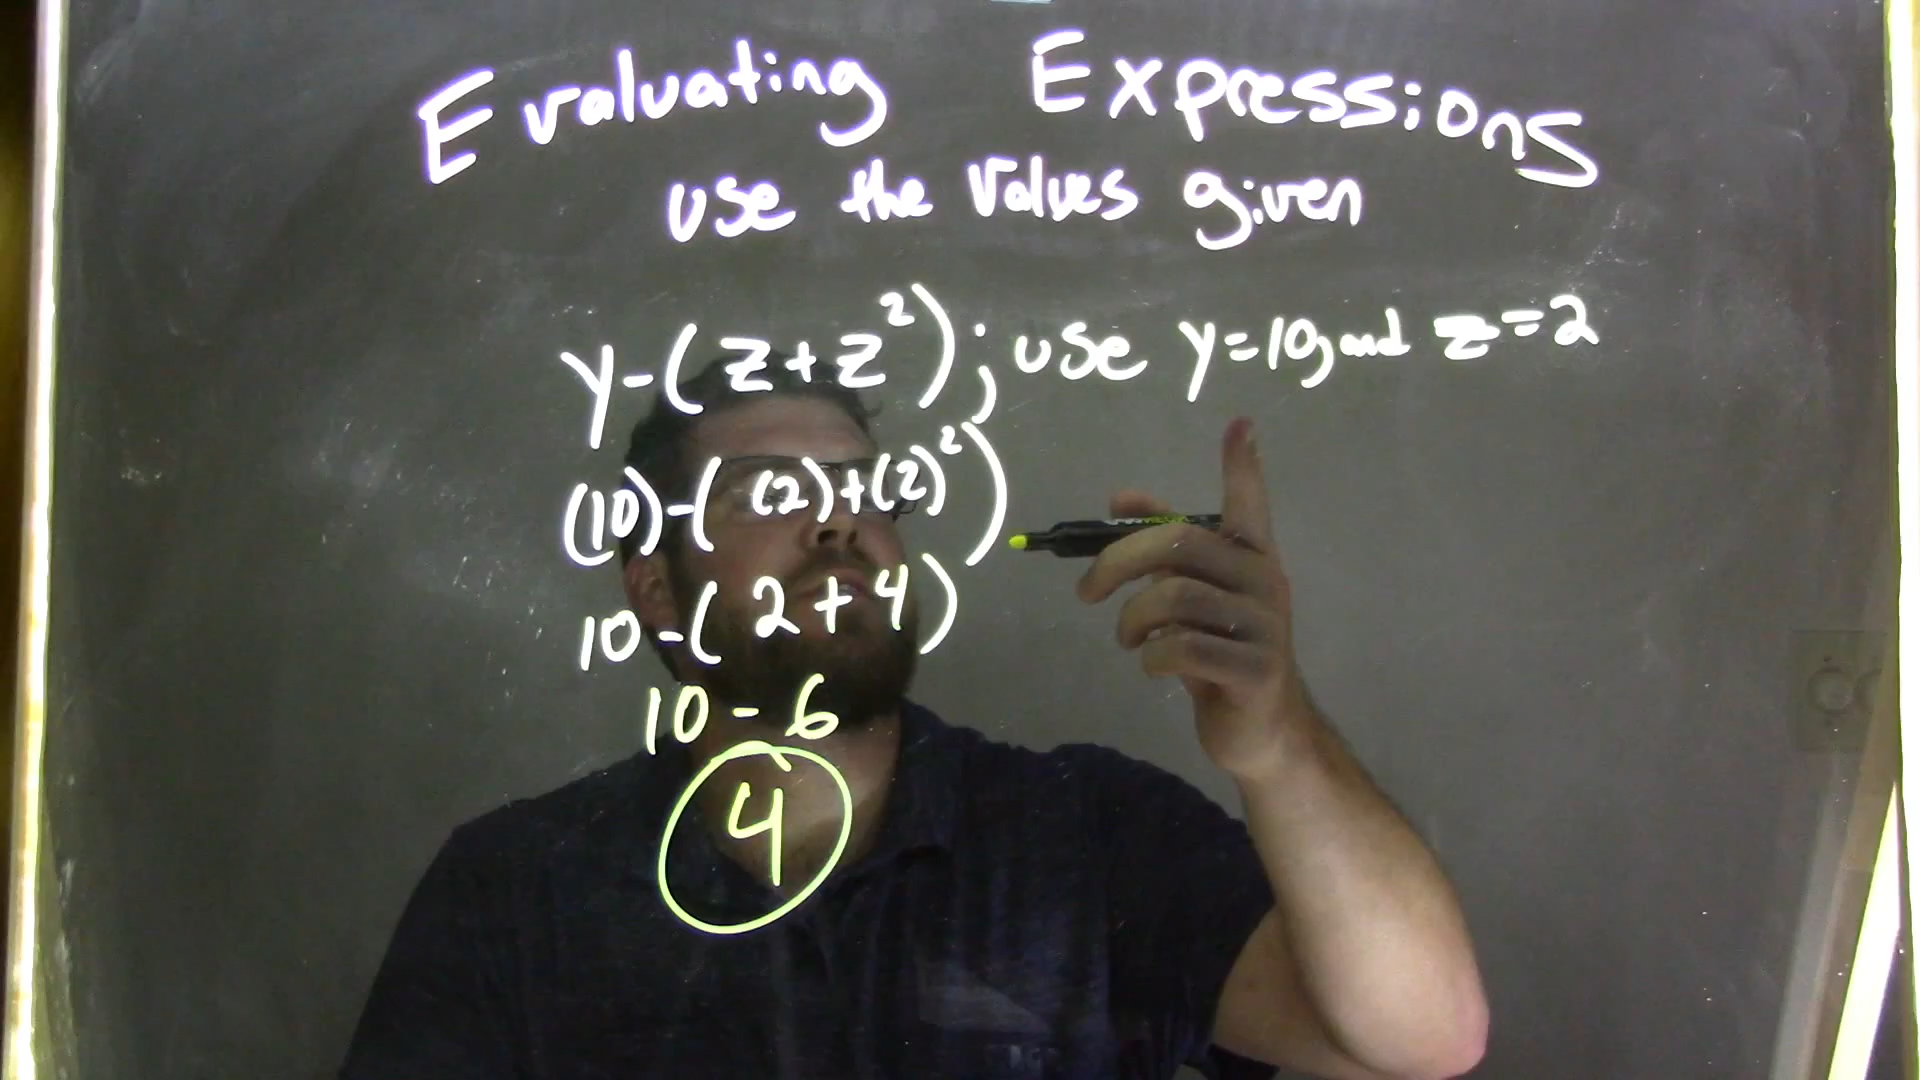 Evaluating Expressions
use the values given
y-(z+z²); use y=10, and z=2
(10)-((2)+(2)²)
10-(2+4)
10-6
4